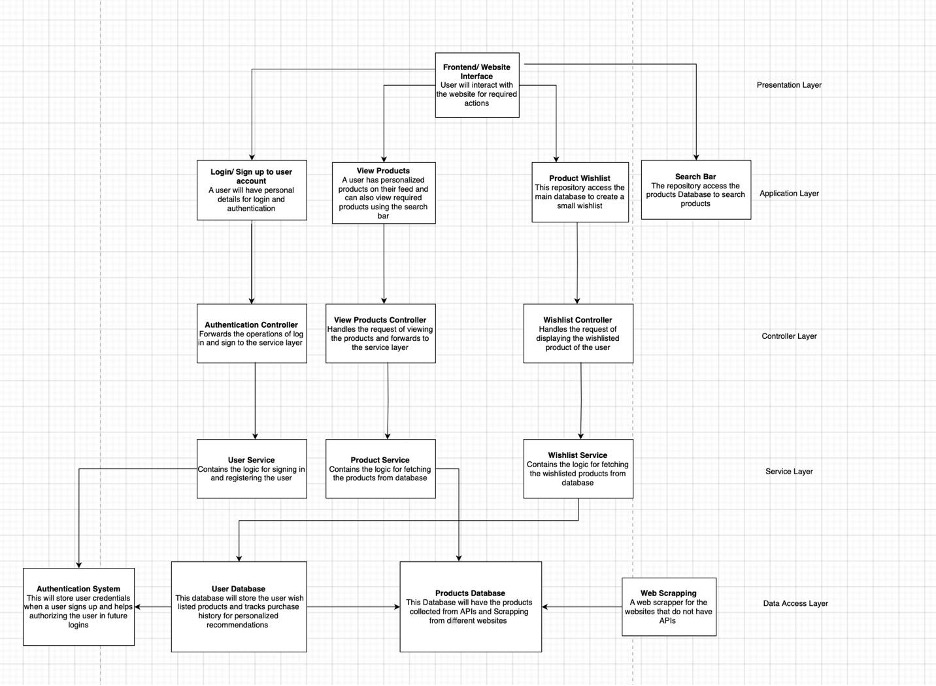 Frontend/ Website
Interface
User will interact with
the website for required
actions
Presentation Layer
Login/ Sign up to user
account
A user will have personal
details for login and
authentication
View Products
A user has personalized
products on their feed and
can also view required
products using the search
bar
Product Wishlist
This repository access the
main database to create a
small wishlist
Search Bar
The repository access the
products Database to search
products
Application Layer
Authentication Controller
Forwards the operations of log
in and sign to the service layer
View Products Controller
Handles the request of viewing
the products and forwards to
the service layer
Wishlist Controller
Handles the request of
displaying the wishlisted
product of the user
Controller Layer
User Service
Contains the logic for signing in
and registering the user
Product Service
Contains the logic for fetching
the products from database
Wishlist Service
Contains the logic for fetching
the wishlisted products from
database
Service Layer
Authentication System
This will store user credentials
when a user signs up and helps
authorizing the user in future
logins
User Database
This database will store the user wish
listed products and tracks purchase
history for personalized
recommendations
Products Database
This Database will have the products
collected from APIs and Scrapping
from different websites
Web Scrapping
A web scrapper for the
websites that do not have
APIs
Data Access Layer